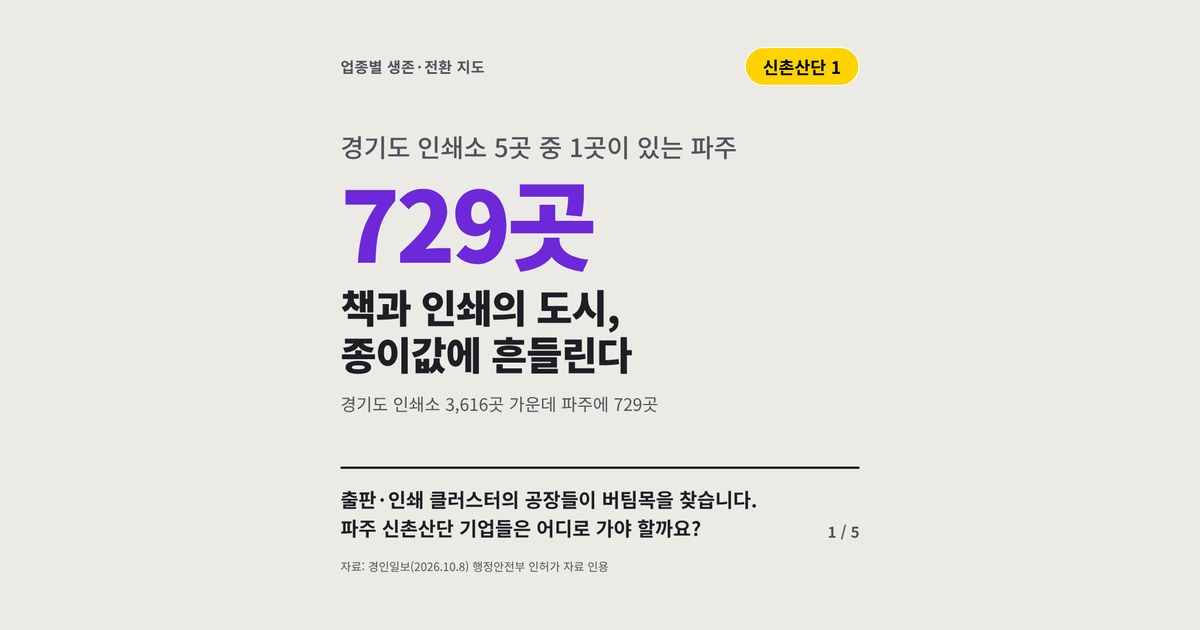 업종별 생존·전환 지도
신촌산단 1
경기도 인쇄소 5곳 중 1곳이 있는 파주
729곳
책과 인쇄의 도시,
종이값에 흔들린다
경기도 인쇄소 3,616곳 가운데 파주에 729곳
출판·인쇄 클러스터의 공장들이 버팀목을 찾습니다.
파주 신촌산단 기업들은 어디로 가야 할까요?
1 / 5
자료: 경인일보(2026.10.8) 행정안전부 인허가 자료 인용